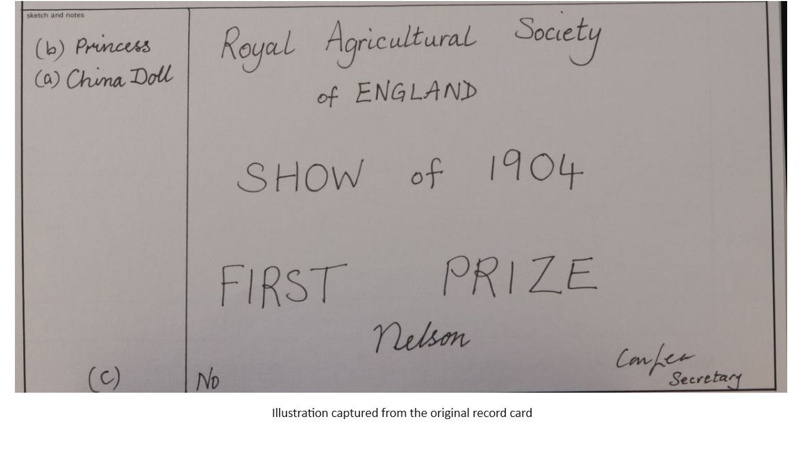 sketch and notes
(b) Princess
(a) China Doll
(c)
Royal Agricultural Society
of ENGLAND
SHOW of 1904
FIRST PRIZE
Nelson
No
Secretary
Illustration captured from the original record card